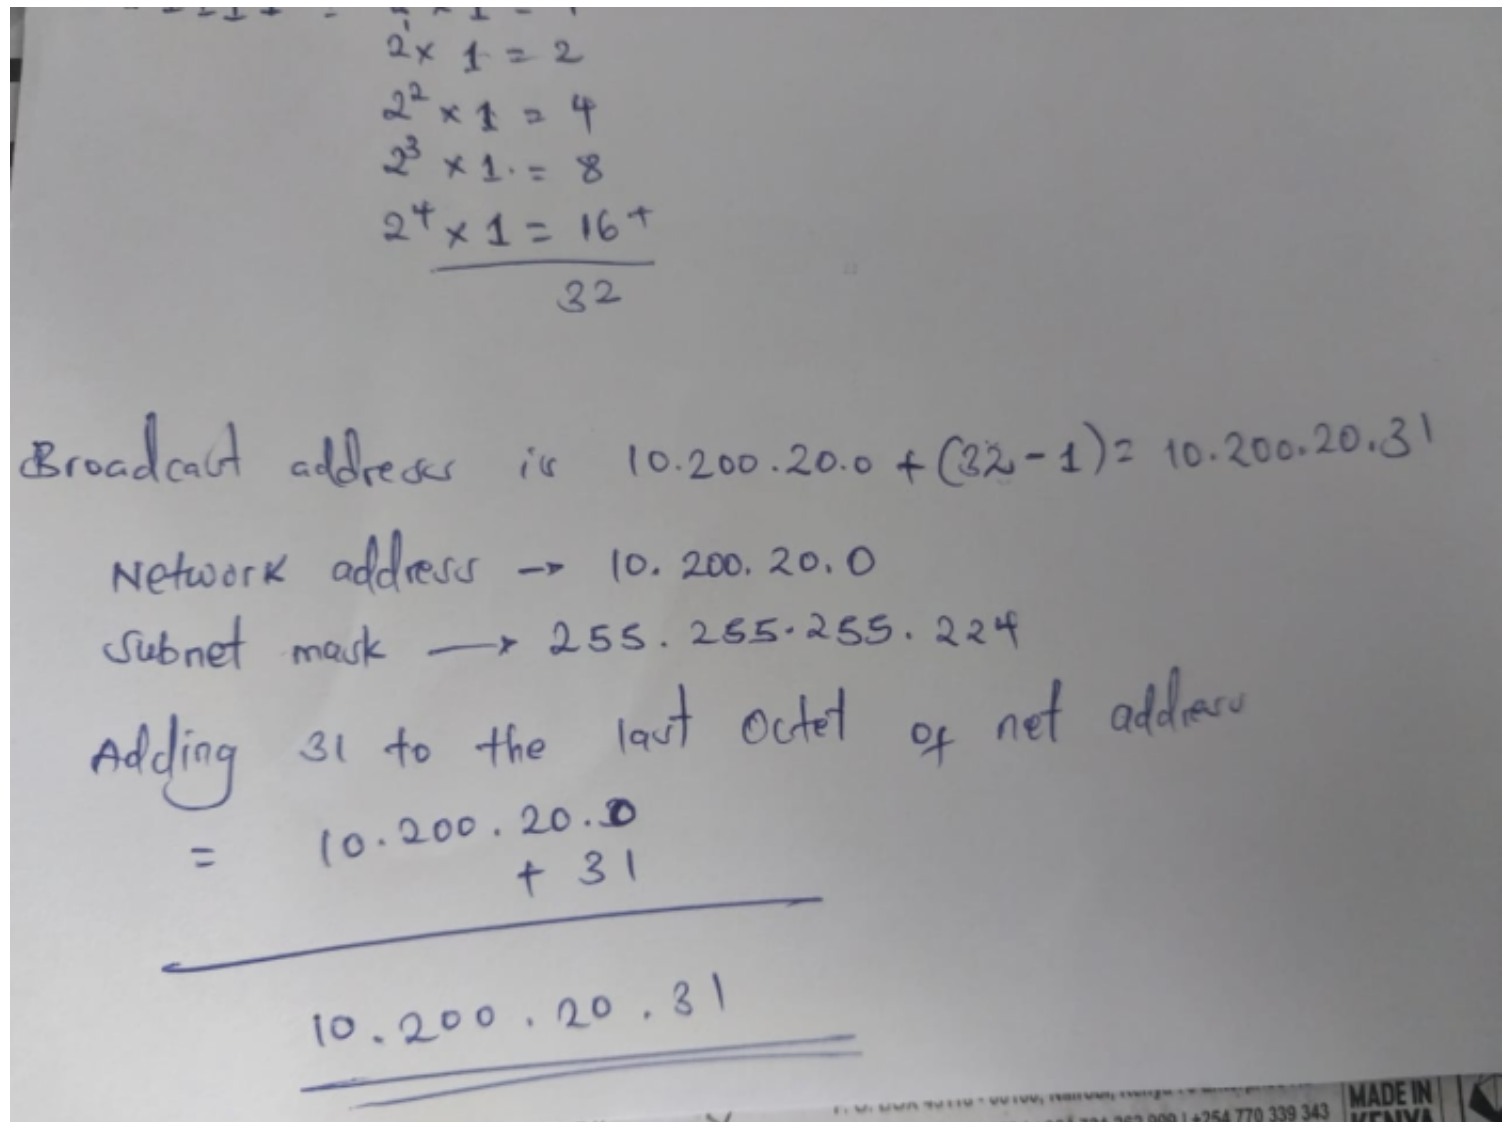 2¹ x 1 = 2
2² x 1 = 4
2³ x 1 = 8
2⁴ x 1 = 16 +
32
Broadcast address is 10.200.20.0 + (32-1) = 10.200.20.31
Network address → 10.200.20.0
Subnet mask → 255.255.255.224
Adding 31 to the last Octet of net address
= 10.200.20.0
+ 31
10.200.20.31
+254 770 339 343
MADE IN
KENYA